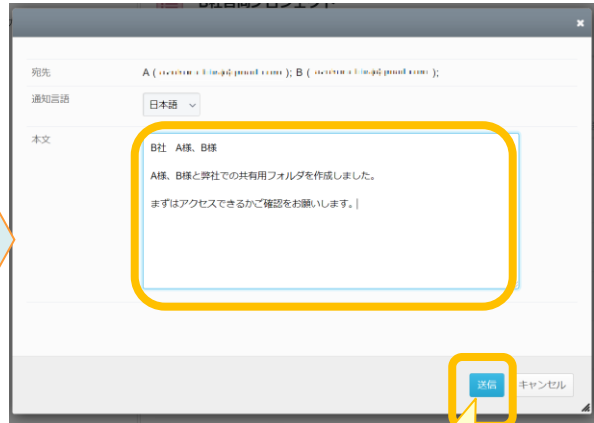 B社合同プロジェクト
×
宛先 A ( ); B ( );
通知言語 日本語
本文
B社 A様、B様
A様、B様と弊社での共有用フォルダを作成しました。
まずはアクセスできるかご確認をお願いします。
送信 キャンセル